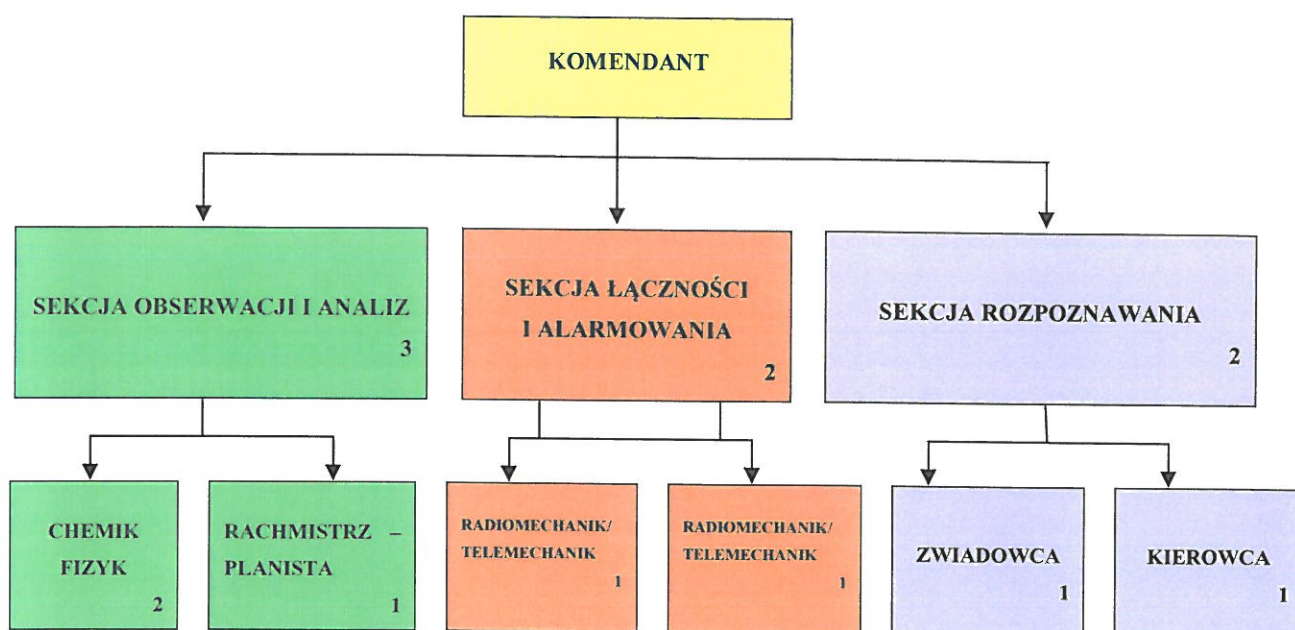 KOMENDANT
SEKCJA OBSERWACJI I ANALIZ
3
SEKCJA ŁĄCZNOŚCI
I ALARMOWANIA
2
SEKCJA ROZPOZNAWANIA
2
CHEMIK
FIZYK
2
RACHMISTRZ –
PLANISTA
1
RADIOMECHANIK/
TELEMECHANIK
1
RADIOMECHANIK/
TELEMECHANIK
1
ZWIADOWCA
1
KIEROWCA
1